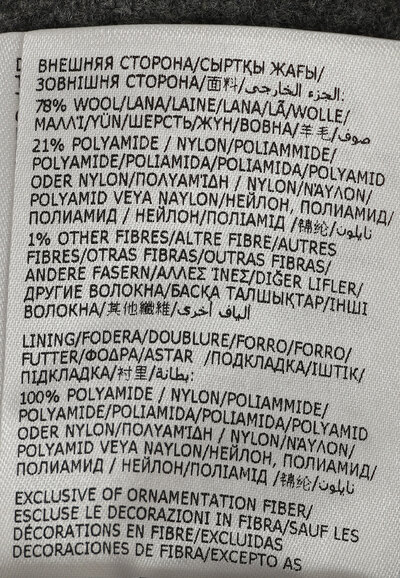 ВНЕШНЯЯ СТОРОНА/СЫРТҚЫ ЖАҒЫ/
ЗОВНІШНЯ СТОРОНА/面料/الجزء الخارجي:
78% WOOL/LANA/LAINE/LANA/LÃ/WOLLE/
ΜΑΛΛΊ/YÜN/ШЕРСТЬ/ЖҮН/ВОВНА/羊毛/صوف
21% POLYAMIDE / NYLON/POLIAMMIDE/
POLYAMIDE/POLIAMIDA/POLIAMIDA/POLYAMID
ODER NYLON/ΠΟΛΥΑΜΊΔΗ / NYLON/ΝΆΥΛΟΝ/
POLYAMID VEYA NAYLON/НЕЙЛОН, ПОЛИАМИД/
ПОЛИАМИД / НЕЙЛОН/ПОЛІАМІД /锦纶/نايلون
1% OTHER FIBRES/ALTRE FIBRE/AUTRES
FIBRES/OTRAS FIBRAS/OUTRAS FIBRAS/
ANDERE FASERN/ΑΛΛΕΣ ΊΝΕΣ/DIĞER LIFLER/
ДРУГИЕ ВОЛОКНА/БАСҚА ТАЛШЫҚТАР/ІНШІ
ВОЛОКНА/其他纖維/ألياف أخرى
LINING/FODERA/DOUBLURE/FORRO/FORRO/
FUTTER/ΦΟΔΡΑ/ASTAR /ПОДКЛАДКА/ІШТІК/
ПІДКЛАДКА/衬里/بطانة:
100% POLYAMIDE / NYLON/POLIAMMIDE/
POLYAMIDE/POLIAMIDA/POLIAMIDA/POLYAMID
ODER NYLON/ΠΟΛΥΑΜΊΔΗ / NYLON/ΝΆΥΛΟΝ/
POLYAMID VEYA NAYLON/НЕЙЛОН, ПОЛИАМИД/
ПОЛИАМИД / НЕЙЛОН/ПОЛІАМІД /锦纶/نايلون
EXCLUSIVE OF ORNAMENTATION FIBER/
ESCLUSE LE DECORAZIONI IN FIBRA/SAUF LES
DÉCORATIONS EN FIBRE/EXCLUIDAS
DECORACIONES DE FIBRA/EXCEPTO AS